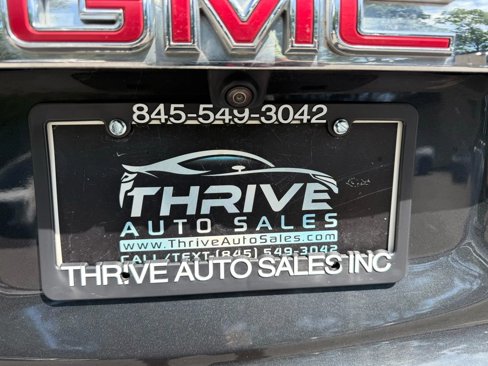 GMC
845-549-3042
THRIVE
AUTO SALES
www.ThriveAutoSales.com
CALL/TEXT (845) 549-3042
THRIVE AUTO SALES INC